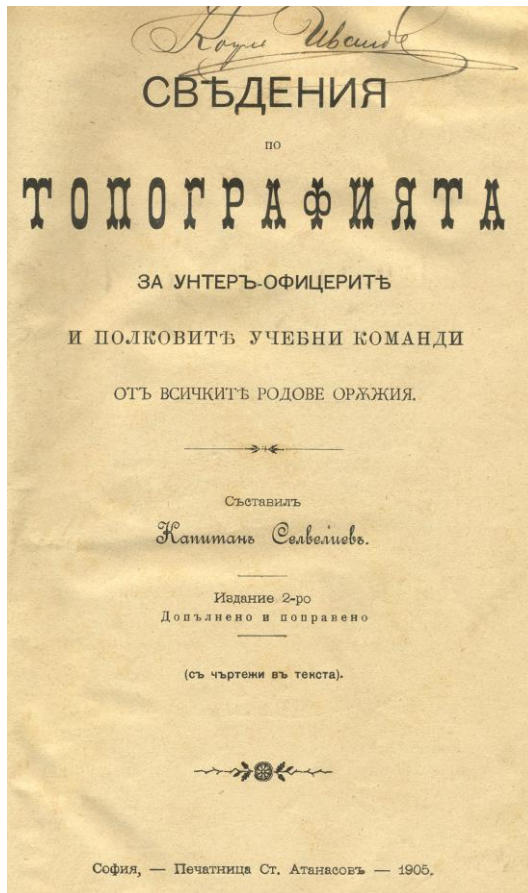 СВѢДЕНИЯ
ПО
ТОПОГРАФИЯТА
ЗА УНТЕРЪ-ОФИЦЕРИТѢ
И ПОЛКОВИТѢ УЧЕБНИ КОМАНДИ
ОТЪ ВСИЧКИТѢ РОДОВЕ ОРѪЖИЯ.
Съставилъ
Капитанъ Селвелиевъ.
Издание 2-ро
Допълнено и поправено
(съ чъртежи въ текста).
София, — Печатница Ст. Атанасовъ — 1905.